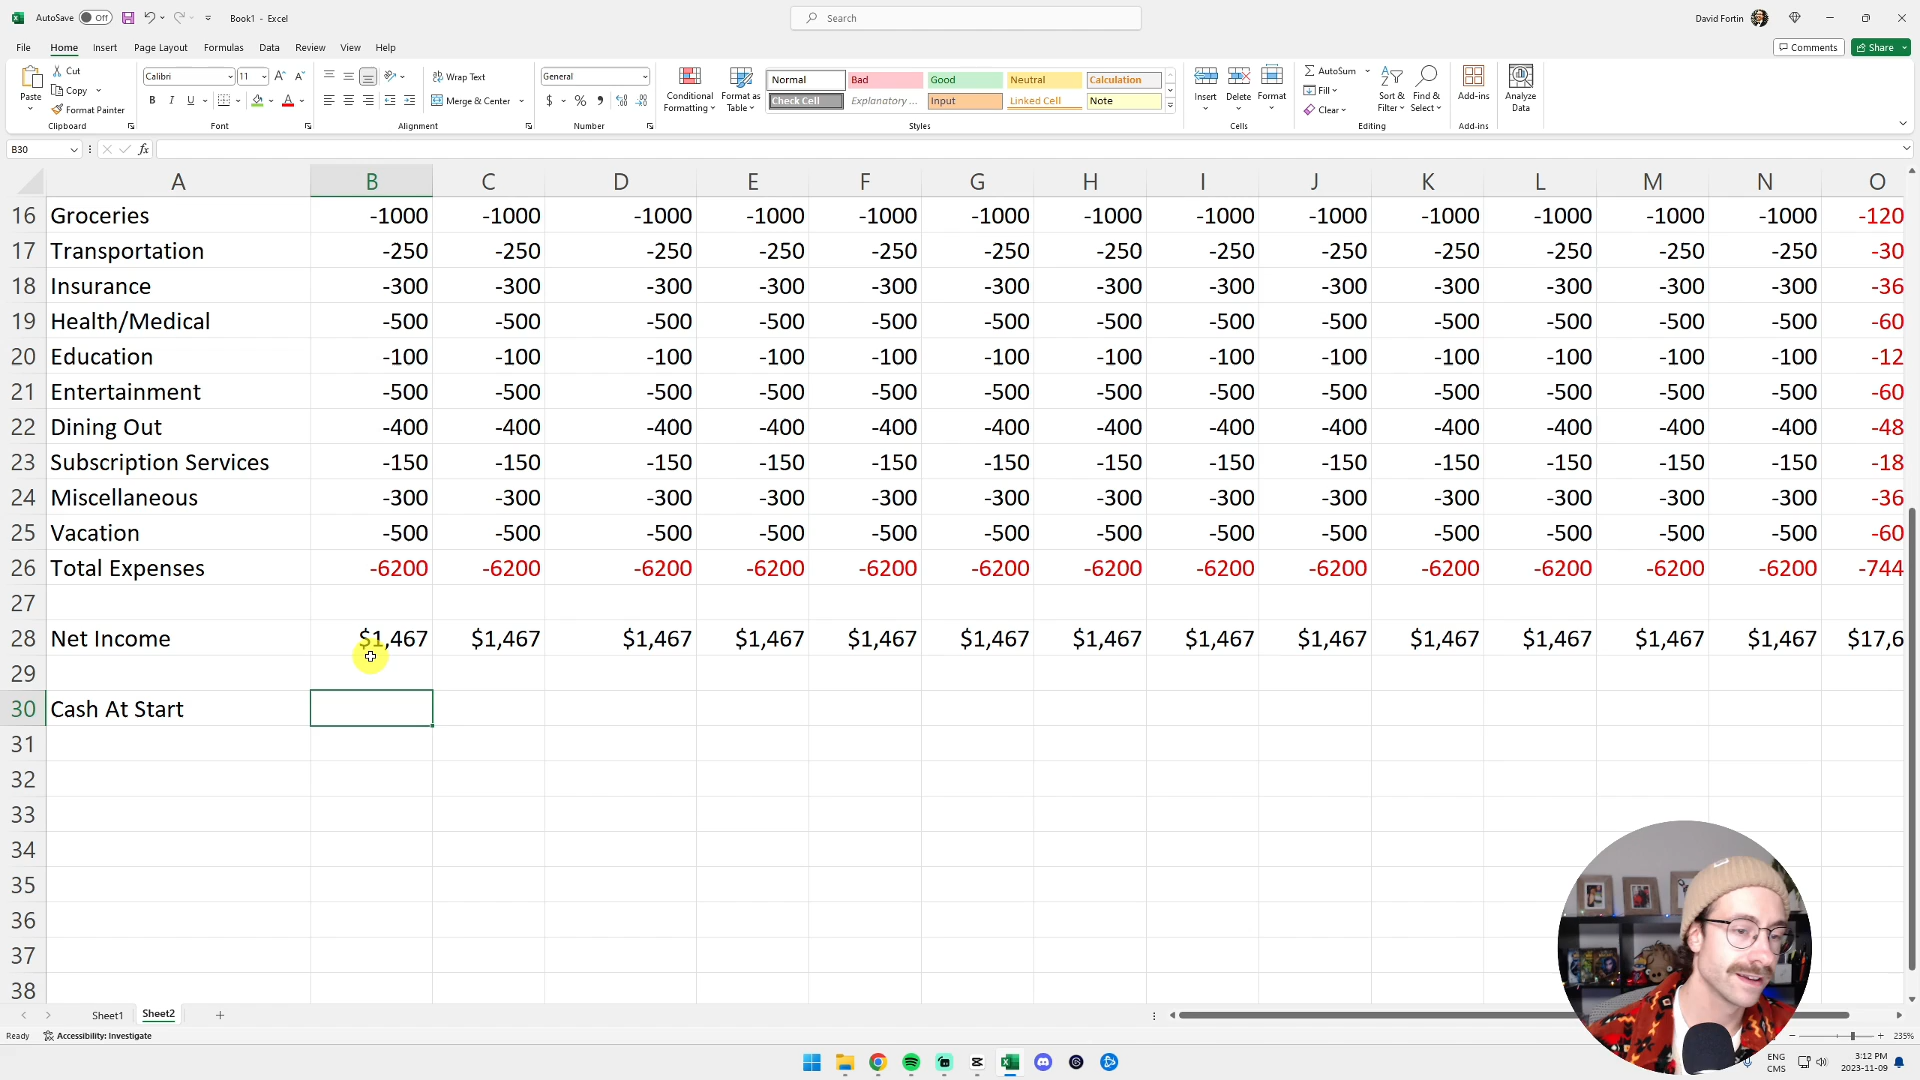 AutoSave Off Book1 - Excel Search David Fortin
File Home Insert Page Layout Formulas Data Review View Help Comments Share
Paste Cut Copy Format Painter Clipboard
Calibri 11 A A B I U A Font
Wrap Text Merge & Center Alignment
General $ % , Number
Conditional Formatting Format as Table Normal Bad Good Neutral Calculation
Check Cell Explanatory ... Input Linked Cell Note Styles
Insert Delete Format Cells
AutoSum Fill Clear Sort & Filter Find & Select Editing
Add-ins Add-ins
Analyze Data
B30 fx
A B C D E F G H I J K L M N O
16 Groceries -1000 -1000 -1000 -1000 -1000 -1000 -1000 -1000 -1000 -1000 -1000 -1000 -1000 -120
17 Transportation -250 -250 -250 -250 -250 -250 -250 -250 -250 -250 -250 -250 -250 -30
18 Insurance -300 -300 -300 -300 -300 -300 -300 -300 -300 -300 -300 -300 -300 -36
19 Health/Medical -500 -500 -500 -500 -500 -500 -500 -500 -500 -500 -500 -500 -500 -60
20 Education -100 -100 -100 -100 -100 -100 -100 -100 -100 -100 -100 -100 -100 -12
21 Entertainment -500 -500 -500 -500 -500 -500 -500 -500 -500 -500 -500 -500 -500 -60
22 Dining Out -400 -400 -400 -400 -400 -400 -400 -400 -400 -400 -400 -400 -400 -48
23 Subscription Services -150 -150 -150 -150 -150 -150 -150 -150 -150 -150 -150 -150 -150 -18
24 Miscellaneous -300 -300 -300 -300 -300 -300 -300 -300 -300 -300 -300 -300 -300 -36
25 Vacation -500 -500 -500 -500 -500 -500 -500 -500 -500 -500 -500 -500 -500 -60
26 Total Expenses -6200 -6200 -6200 -6200 -6200 -6200 -6200 -6200 -6200 -6200 -6200 -6200 -6200 -744
27
28 Net Income $1,467 $1,467 $1,467 $1,467 $1,467 $1,467 $1,467 $1,467 $1,467 $1,467 $1,467 $1,467 $1,467 $17,6
29
30 Cash At Start
31
32
33
34
35
36
37
38
Sheet1 Sheet2
Ready Accessibility: Investigate 235%
ENG CMS 3:12 PM 2023-11-09